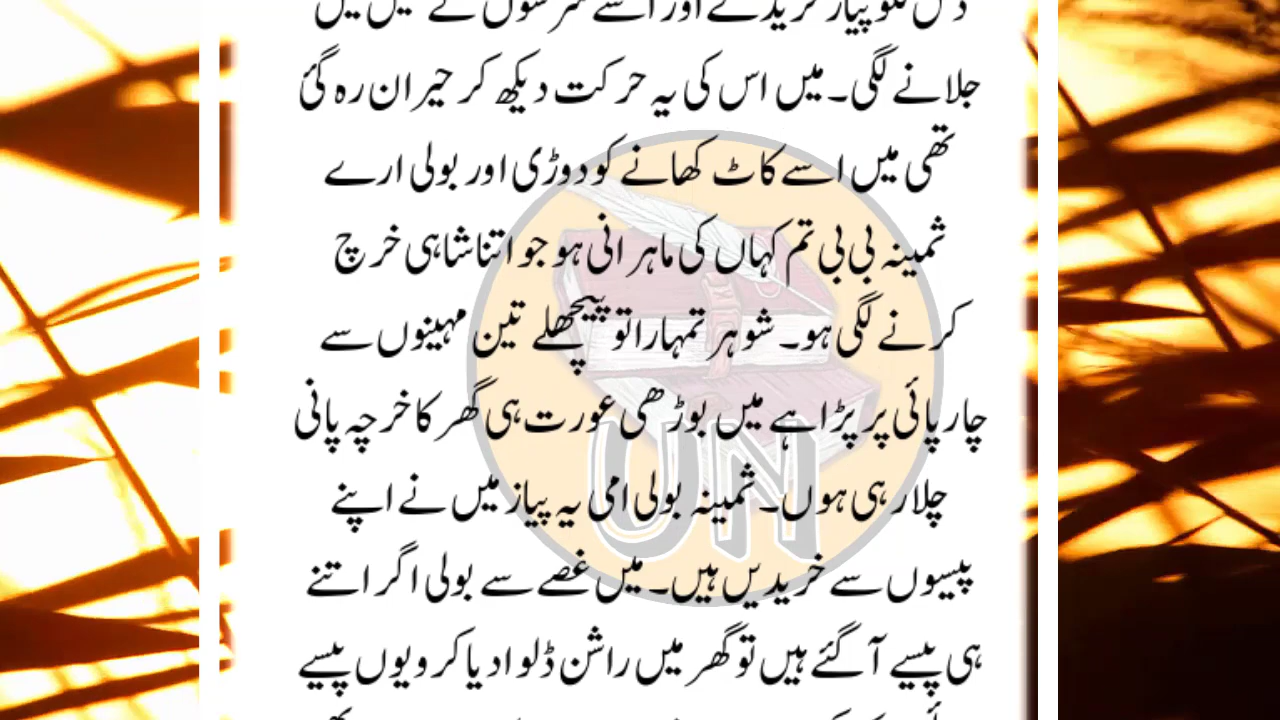 جلانے لگی۔ میں اس کی یہ حرکت دیکھ کر حیران رہ گئ
تھی میں اسے کاٹ کھانے کو دوڑی اور بولی ارے
ثمینہ بی بی تم کہاں کی ماہرانی ہو جو اتنا شاہی خرچ
کرنے لگی ہو۔ شوہر تمہارا تو پیچھلے تین مہینوں سے
چارپائی پر پڑا ہے میں بوڑھی عورت ہی گھر کا خرچہ پانی
چلا رہی ہوں۔ ثمینہ بولی امی یہ پیاز میں نے اپنے
پیسوں سے خریدیں ہیں۔ میں غصے سے بولی اگر اتنے
ہی پیسے آ گئے ہیں تو گھر میں راشن ڈلوا دیا کرو یوں پیسے
UN